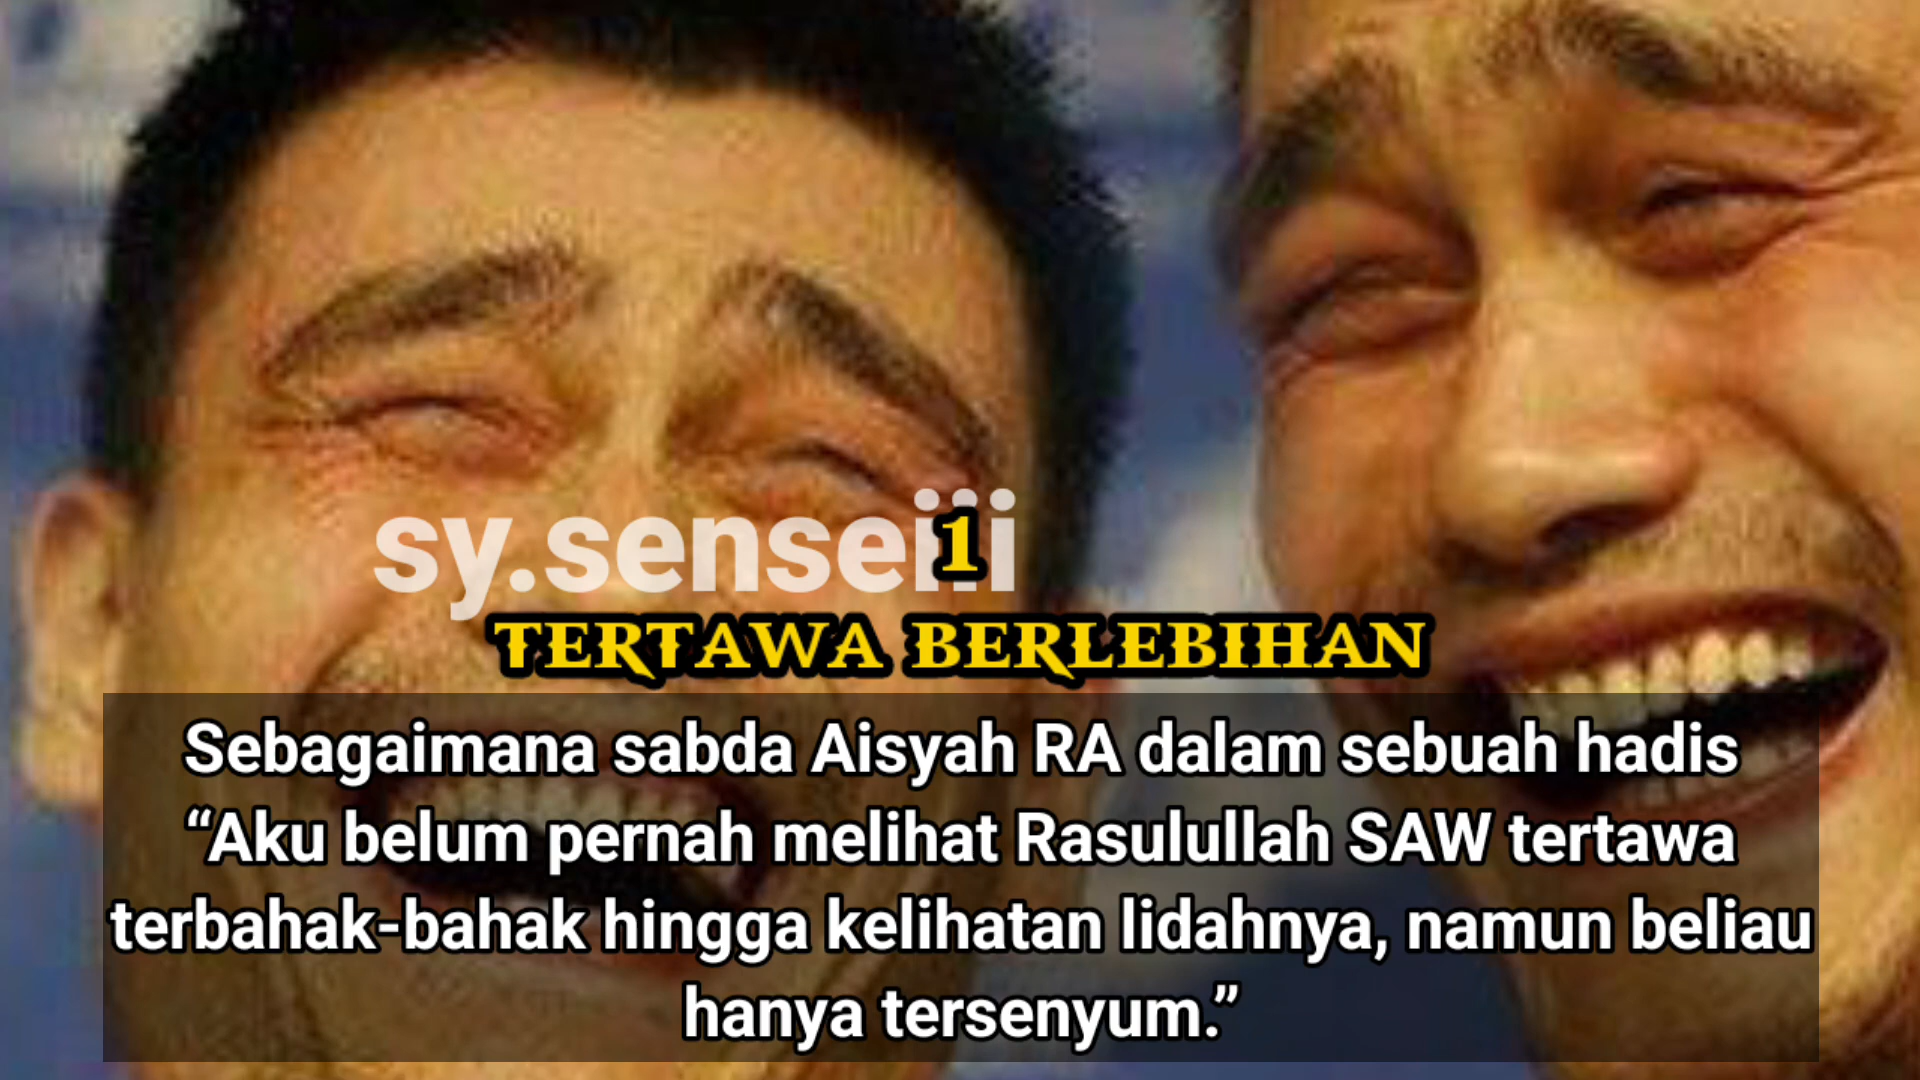 sy.senseiii
1
TERTAWA BERLEBIHAN
Sebagaimana sabda Aisyah RA dalam sebuah hadis
“Aku belum pernah melihat Rasulullah SAW tertawa
terbahak-bahak hingga kelihatan lidahnya, namun beliau
hanya tersenyum.”